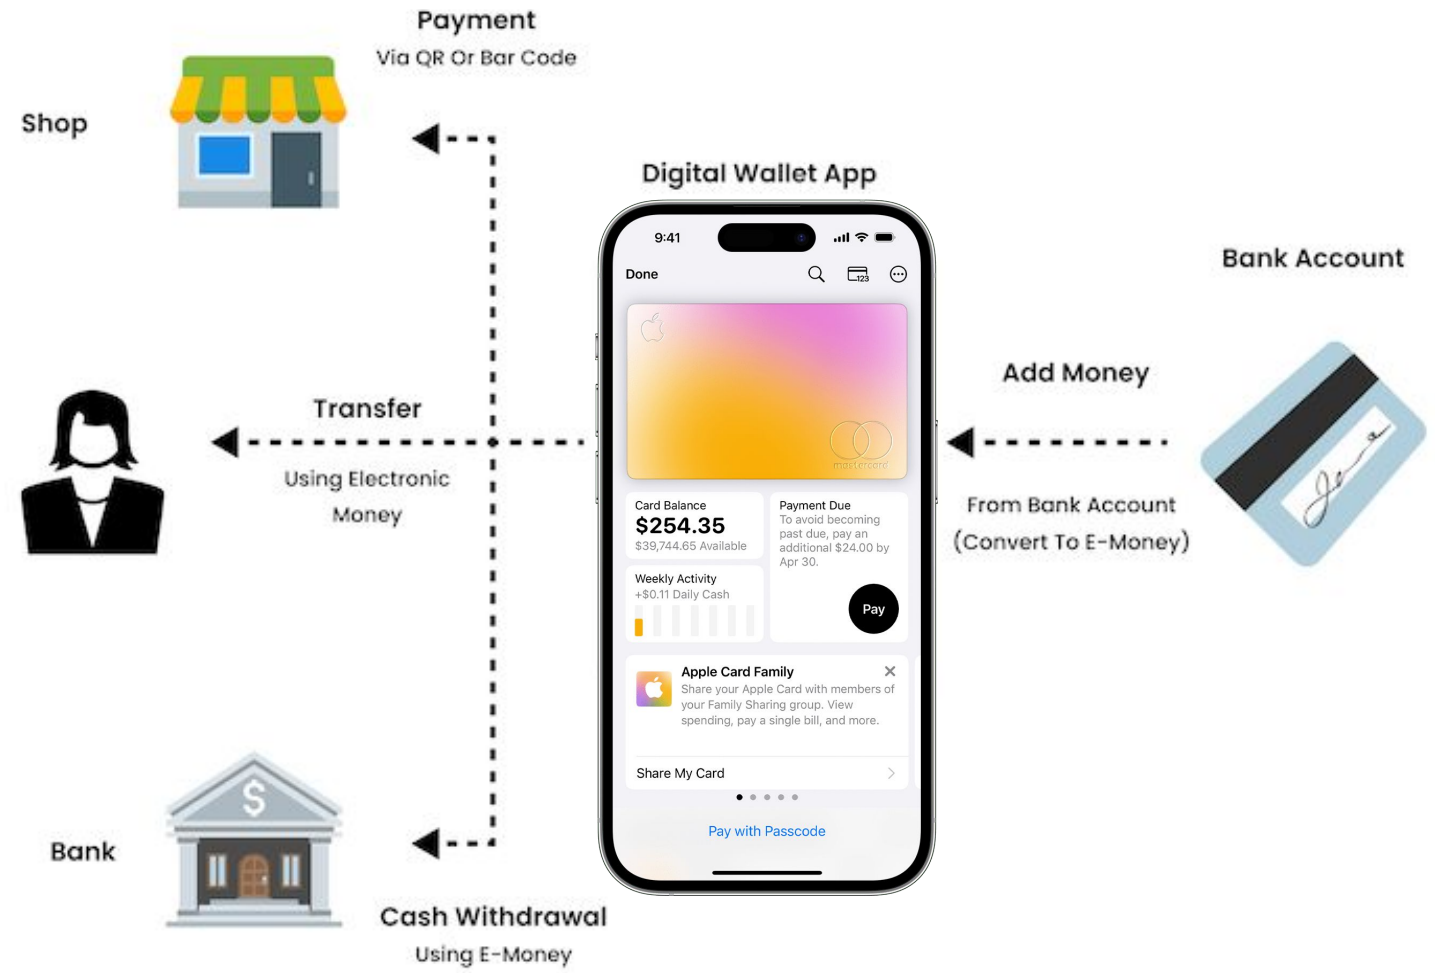 Payment
Via QR Or Bar Code
Shop
Digital Wallet App
9:41
Done
123
mastercard
Card Balance
$254.35
$39,744.65 Available
Payment Due
To avoid becoming
past due, pay an
additional $24.00 by
Apr 30.
Weekly Activity
+$0.11 Daily Cash
Pay
Apple Card Family
Share your Apple Card with members of
your Family Sharing group. View
spending, pay a single bill, and more.
Share My Card
Pay with Passcode
Bank Account
Add Money
From Bank Account
(Convert To E-Money)
Transfer
Using Electronic
Money
$
Bank
Cash Withdrawal
Using E-Money